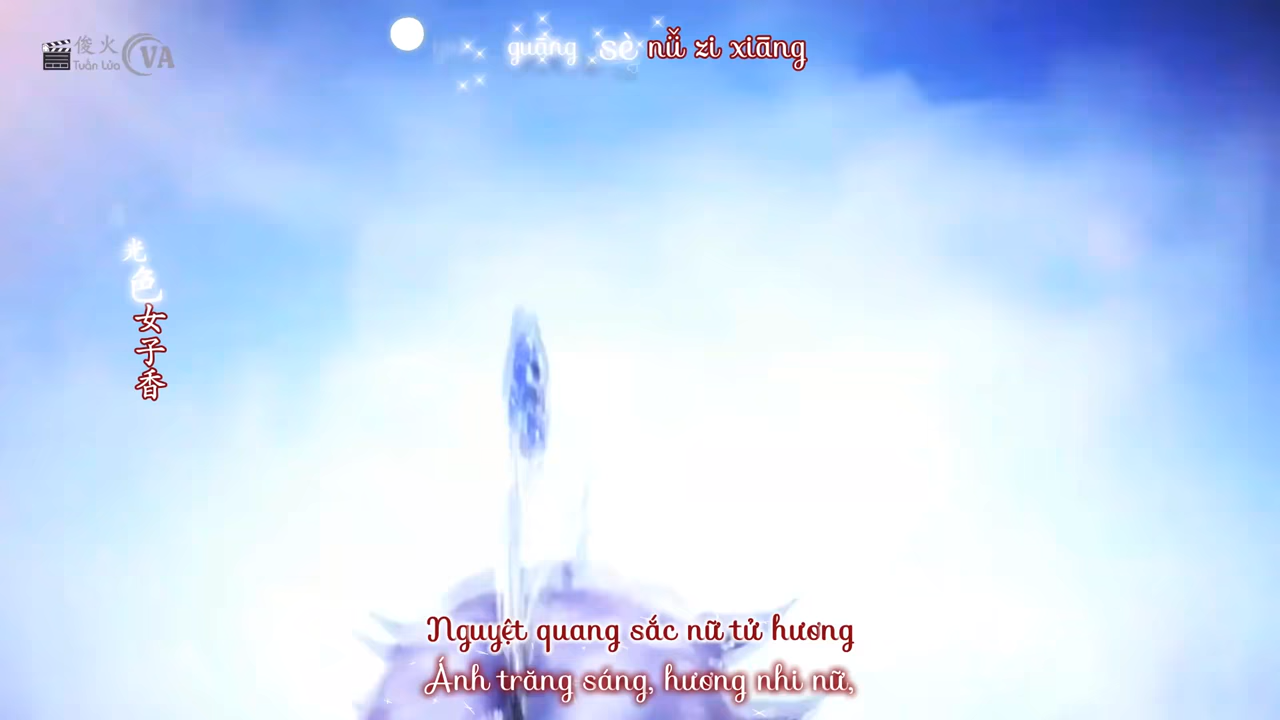 俊火
Tuấn Lửa
VA
guāng sè nǚ zi xiāng
光色女子香
Nguyệt quang sắc nữ tử hương
Ánh trăng sáng, hương nhi nữ,